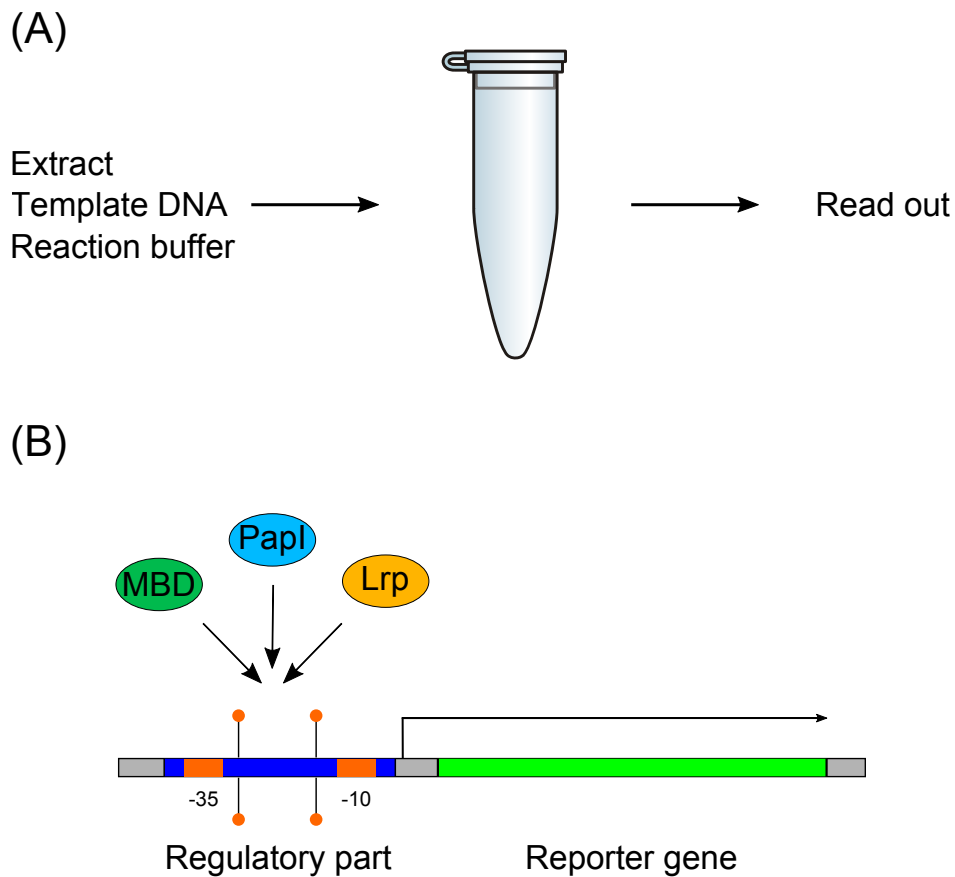 (A)
Extract
Template DNA
Reaction buffer
Read out
(B)
PapI
MBD
Lrp
-35
-10
Regulatory part
Reporter gene